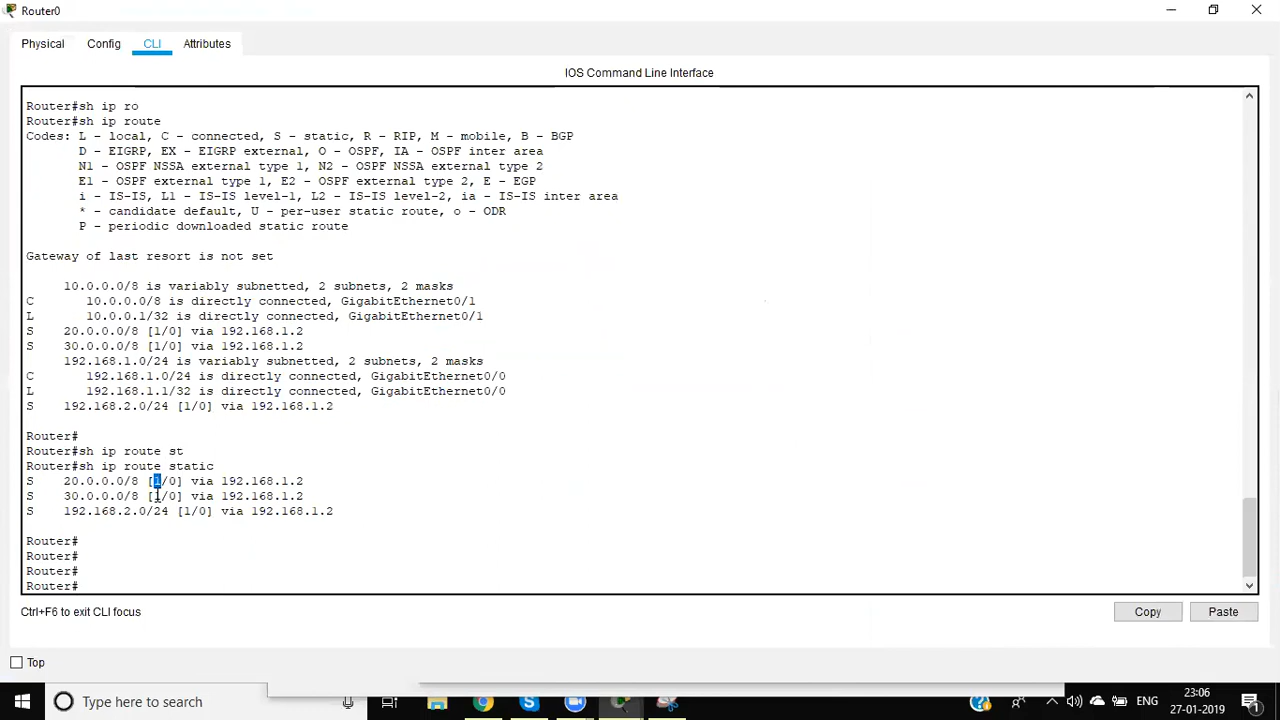 Router0
Physical Config CLI Attributes
IOS Command Line Interface
Router#sh ip ro
Router#sh ip route
Codes: L - local, C - connected, S - static, R - RIP, M - mobile, B - BGP
D - EIGRP, EX - EIGRP external, O - OSPF, IA - OSPF inter area
N1 - OSPF NSSA external type 1, N2 - OSPF NSSA external type 2
E1 - OSPF external type 1, E2 - OSPF external type 2, E - EGP
i - IS-IS, L1 - IS-IS level-1, L2 - IS-IS level-2, ia - IS-IS inter area
* - candidate default, U - per-user static route, o - ODR
P - periodic downloaded static route
Gateway of last resort is not set
10.0.0.0/8 is variably subnetted, 2 subnets, 2 masks
C 10.0.0.0/8 is directly connected, GigabitEthernet0/1
L 10.0.0.1/32 is directly connected, GigabitEthernet0/1
S 20.0.0.0/8 [1/0] via 192.168.1.2
S 30.0.0.0/8 [1/0] via 192.168.1.2
192.168.1.0/24 is variably subnetted, 2 subnets, 2 masks
C 192.168.1.0/24 is directly connected, GigabitEthernet0/0
L 192.168.1.1/32 is directly connected, GigabitEthernet0/0
S 192.168.2.0/24 [1/0] via 192.168.1.2
Router#
Router#sh ip route st
Router#sh ip route static
S 20.0.0.0/8 [1/0] via 192.168.1.2
S 30.0.0.0/8 [1/0] via 192.168.1.2
S 192.168.2.0/24 [1/0] via 192.168.1.2
Router#
Router#
Router#
Router#
Ctrl+F6 to exit CLI focus
Copy Paste
Top
Type here to search
ENG
23:06
27-01-2019
1